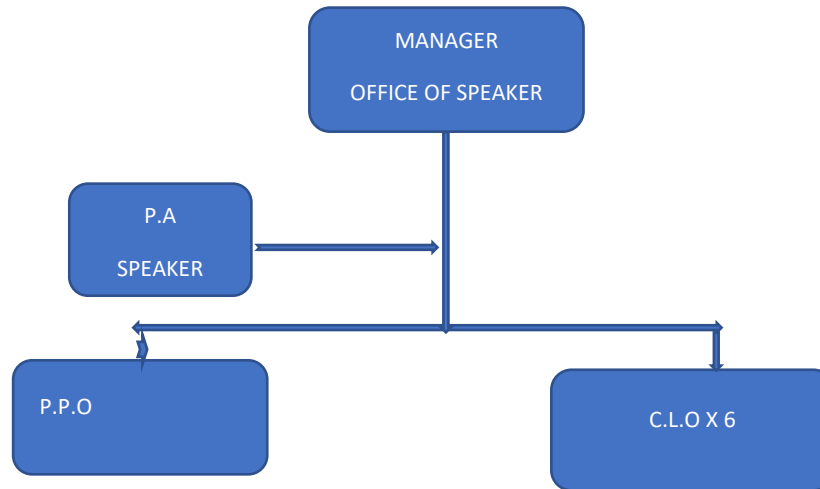 MANAGER
OFFICE OF SPEAKER
P.A
SPEAKER
P.P.O
C.L.O X 6